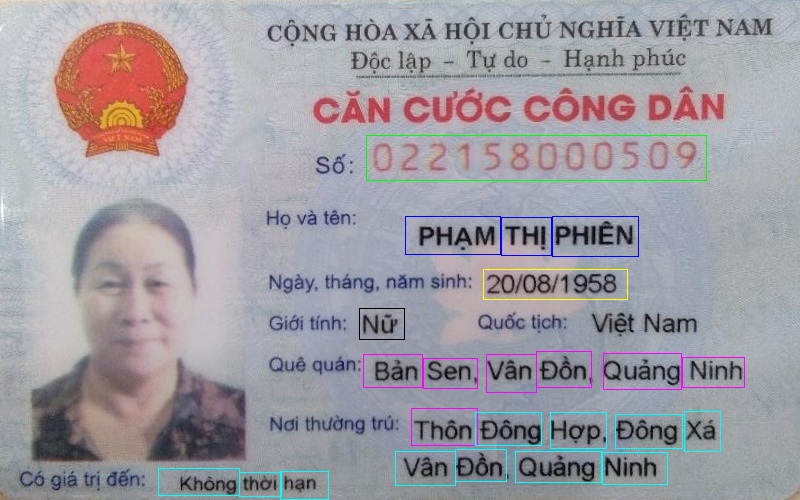 CỘNG HÒA XÃ HỘI CHỦ NGHĨA VIỆT NAM
Độc lập - Tự do - Hạnh phúc
CĂN CƯỚC CÔNG DÂN
Số: 022158000509
Họ và tên: PHẠM THỊ PHIÊN
Ngày, tháng, năm sinh: 20/08/1958
Giới tính: Nữ Quốc tịch: Việt Nam
Quê quán: Bản Sen, Vân Đồn, Quảng Ninh
Nơi thường trú: Thôn Đông Hợp, Đông Xá
Vân Đồn, Quảng Ninh
Có giá trị đến: Không thời hạn
VIỆT NAM